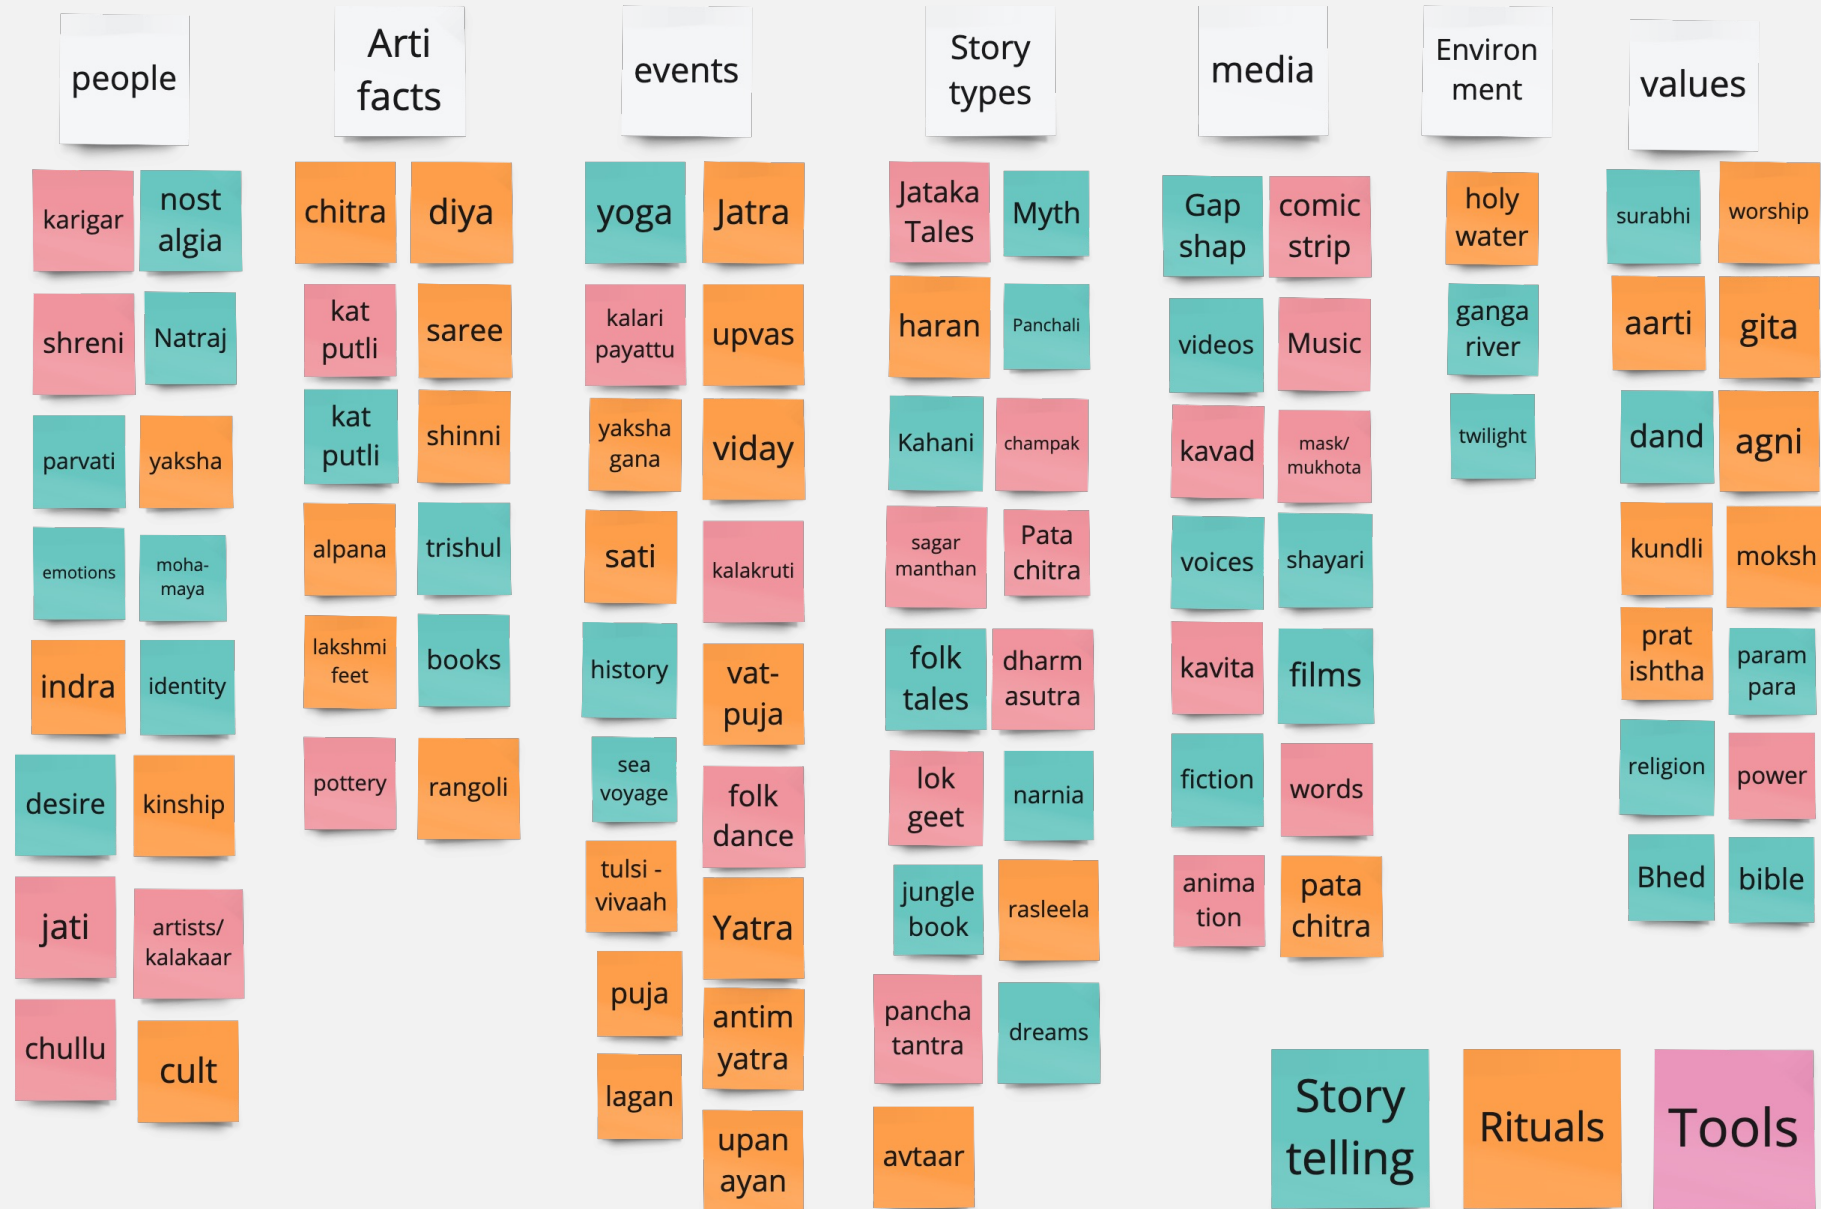 people
Arti
facts
events
Story
types
media
Environ
ment
values
karigar
nost
algia
shreni
Natraj
parvati
yaksha
emotions
moha-
maya
indra
identity
desire
kinship
jati
artists/
kalakaar
chullu
cult
chitra
diya
kat
putli
saree
kat
putli
shinni
alpana
trishul
lakshmi
feet
books
pottery
rangoli
yoga
Jatra
kalari
payattu
upvas
yaksha
gana
viday
sati
kalakruti
history
vat-
puja
sea
voyage
folk
dance
tulsi -
vivaah
Yatra
puja
antim
yatra
lagan
upan
ayan
Jataka
Tales
Myth
haran
Panchali
Kahani
champak
sagar
manthan
Pata
chitra
folk
tales
dharm
asutra
lok
geet
narnia
jungle
book
rasleela
pancha
tantra
dreams
avtaar
Gap
shap
comic
strip
videos
Music
kavad
mask/
mukhota
voices
shayari
kavita
films
fiction
words
anima
tion
pata
chitra
holy
water
ganga
river
twilight
surabhi
worship
aarti
gita
dand
agni
kundli
moksh
prat
ishtha
param
para
religion
power
Bhed
bible
Story
telling
Rituals
Tools